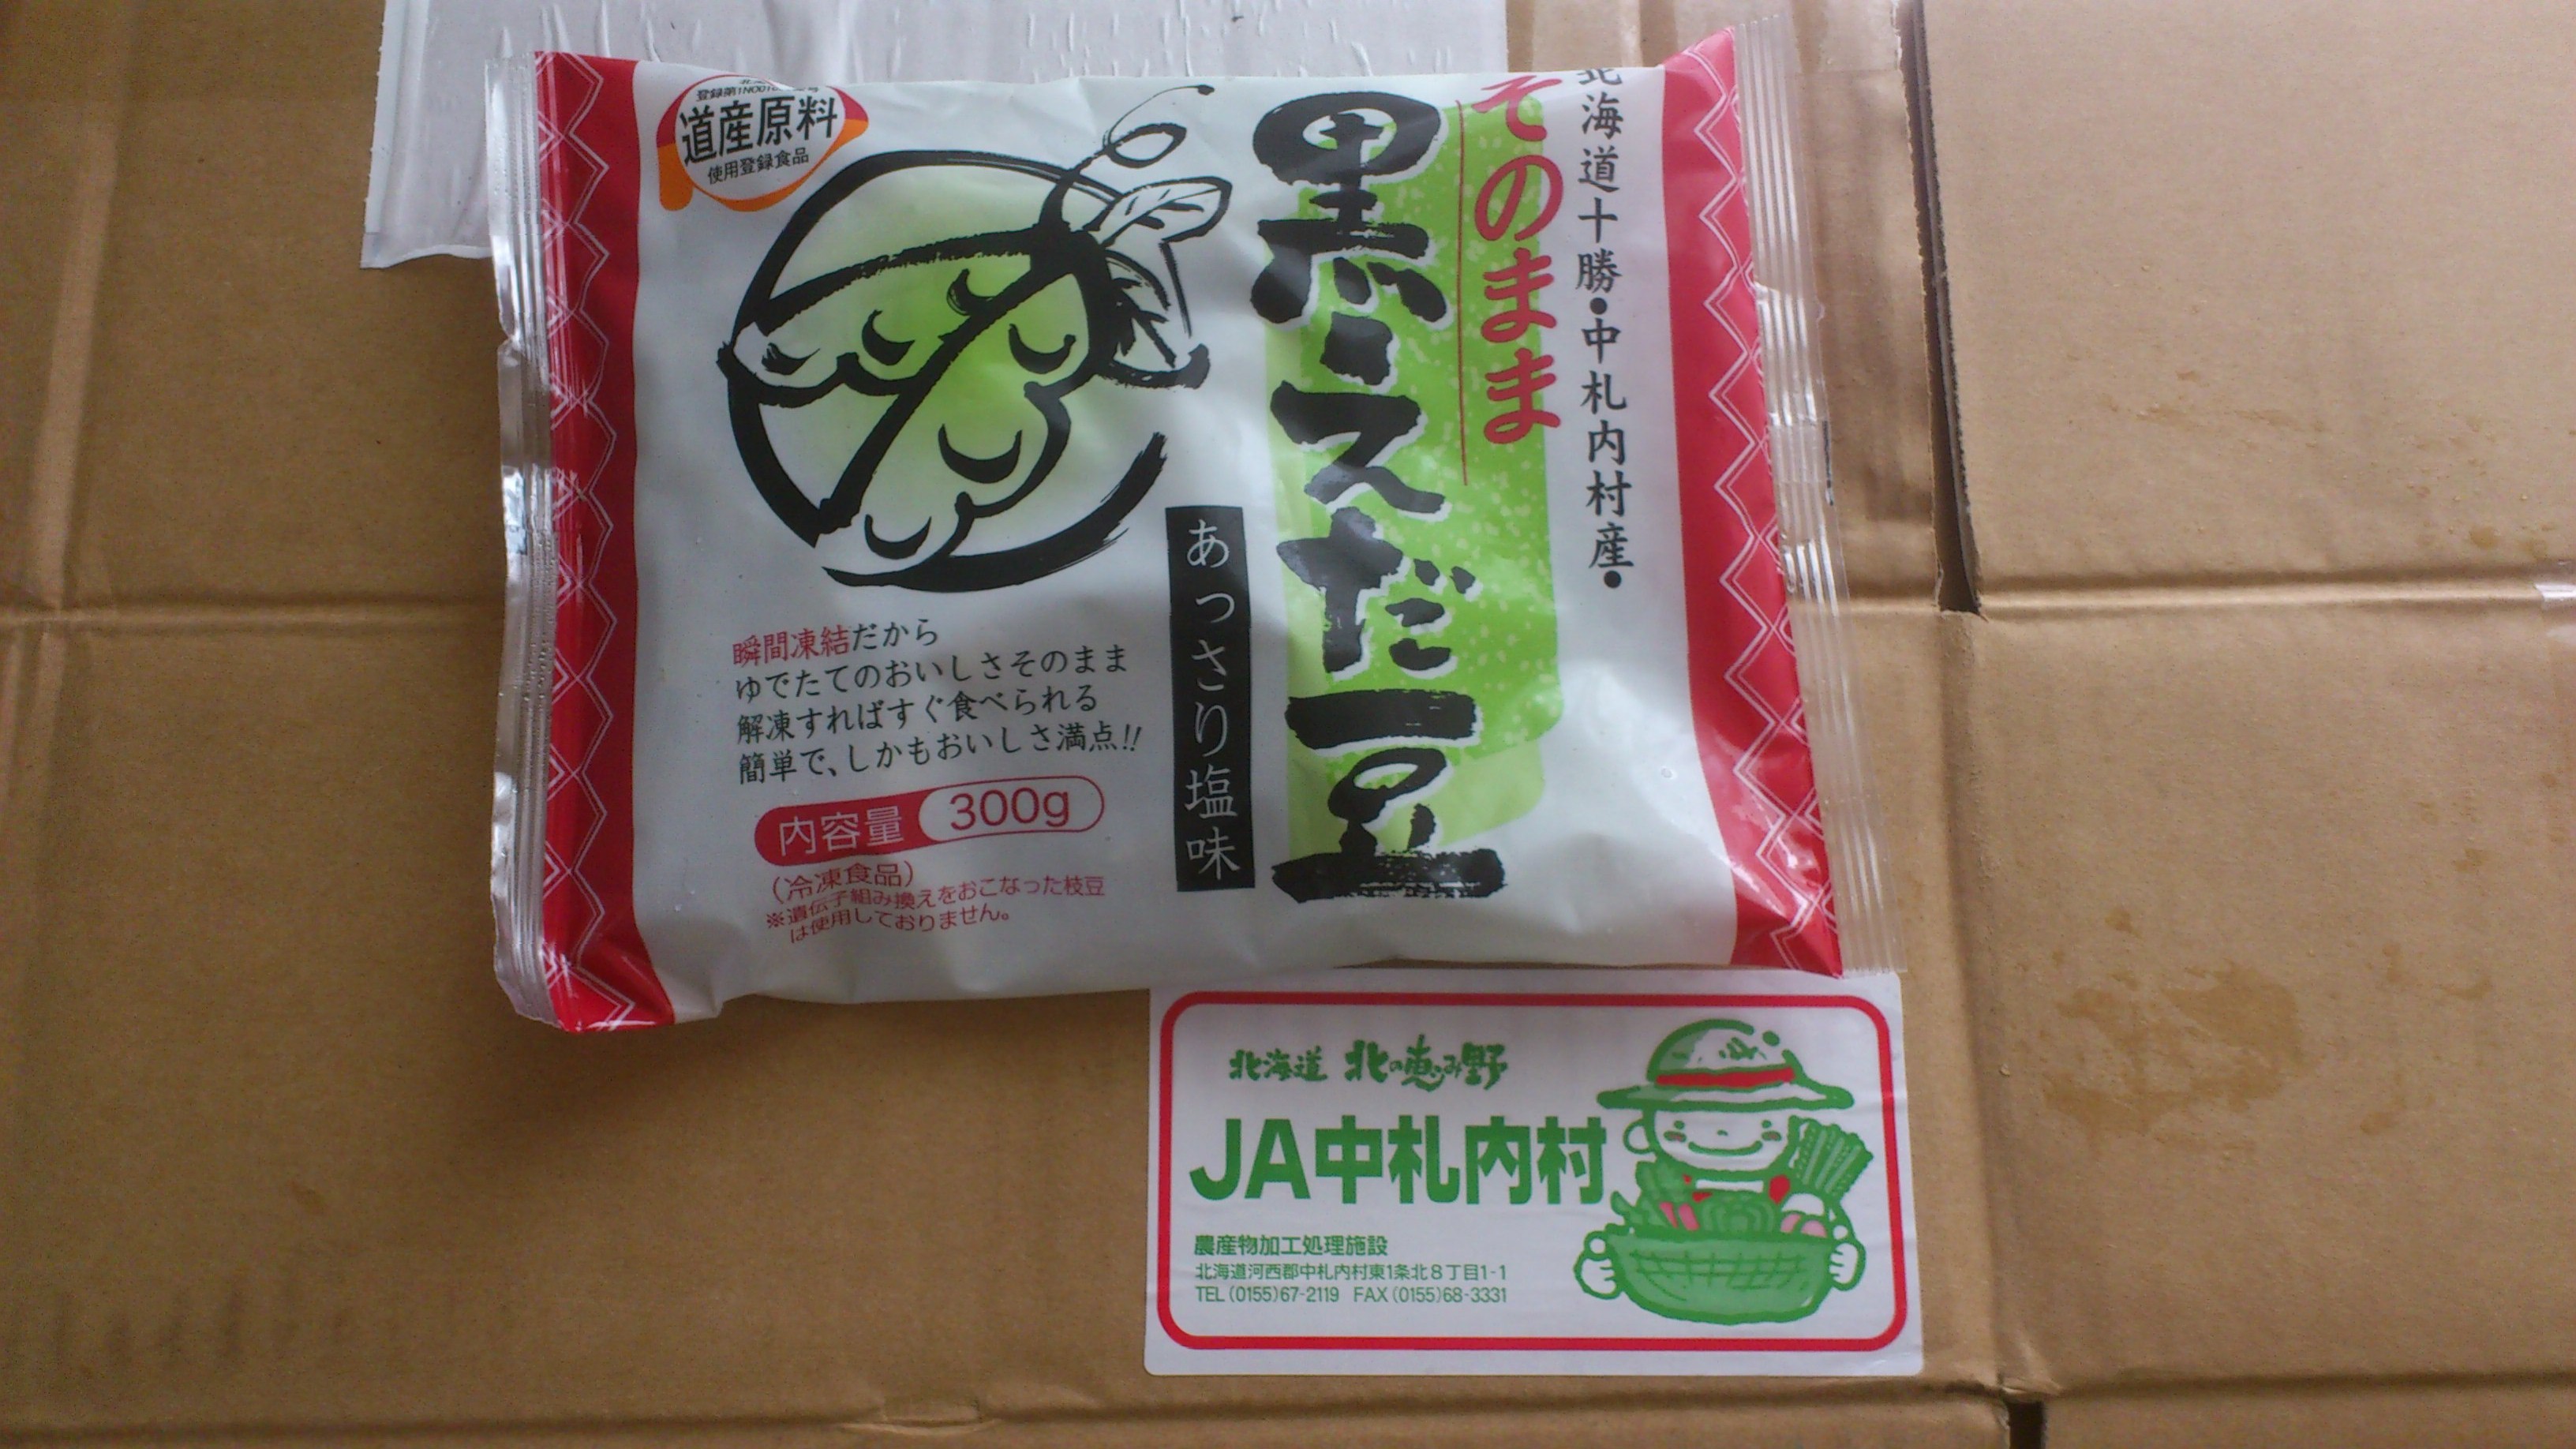 道産原料
使用登録食品
北海道十勝・中札内村産・
そのまま
黒えだ豆
あっさり塩味
瞬間凍結だから
ゆでたてのおいしさそのまま
解凍すればすぐ食べられる
簡単で、しかもおいしさ満点!!
内容量 300g
(冷凍食品)
※遺伝子組み換えをおこなった枝豆
は使用しておりません。
北海道 北の恵み野
JA中札内村
農産物加工処理施設
北海道河西郡中札内村東1条北8丁目1-1
TEL (0155)67-2119 FAX (0155)68-3331